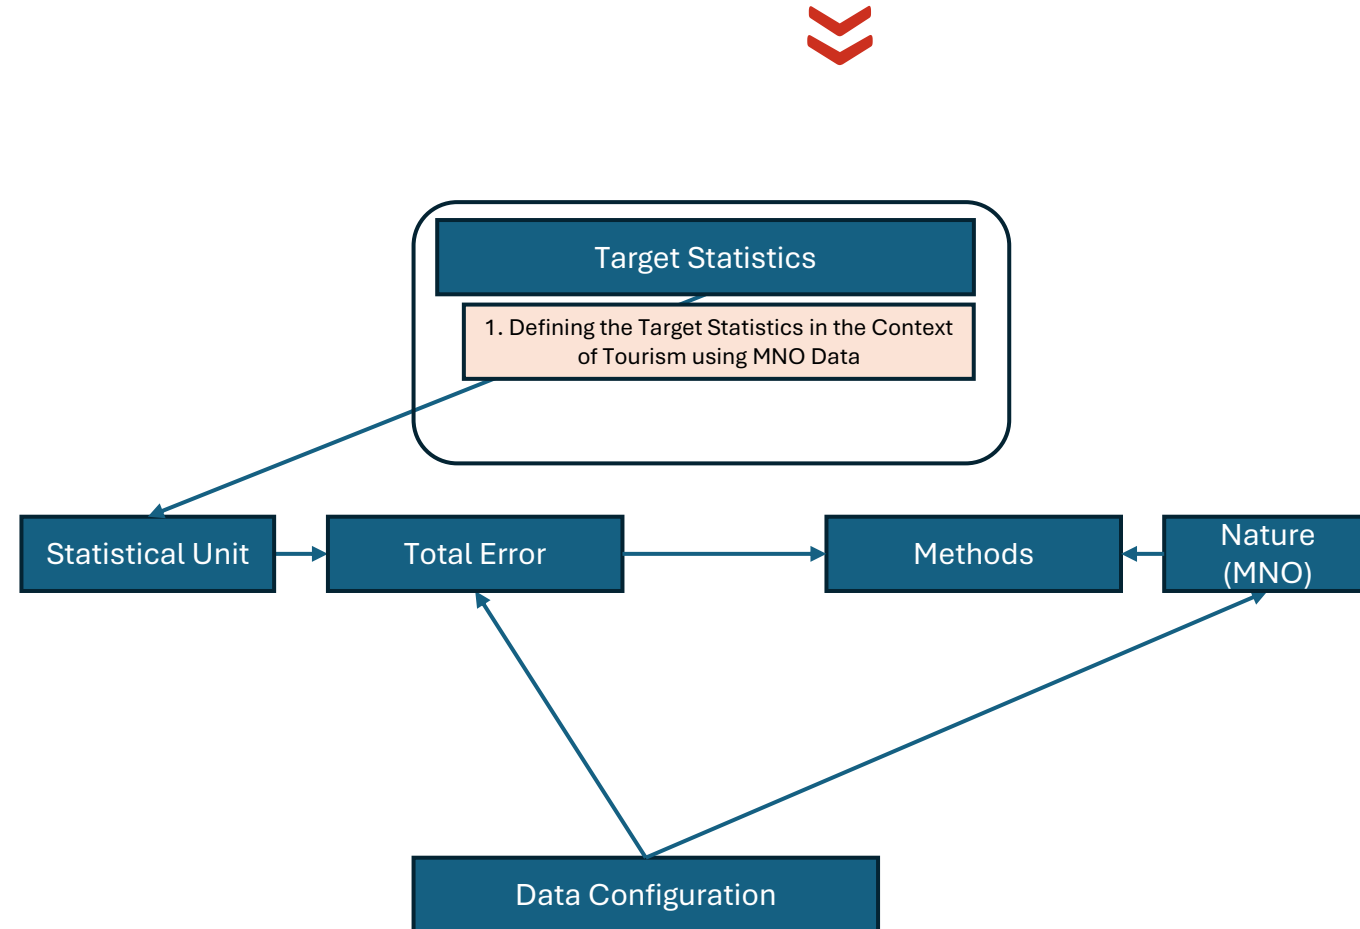 Target Statistics
1. Defining the Target Statistics in the Context
of Tourism using MNO Data
Statistical Unit
Total Error
Methods
Nature
(MNO)
Data Configuration